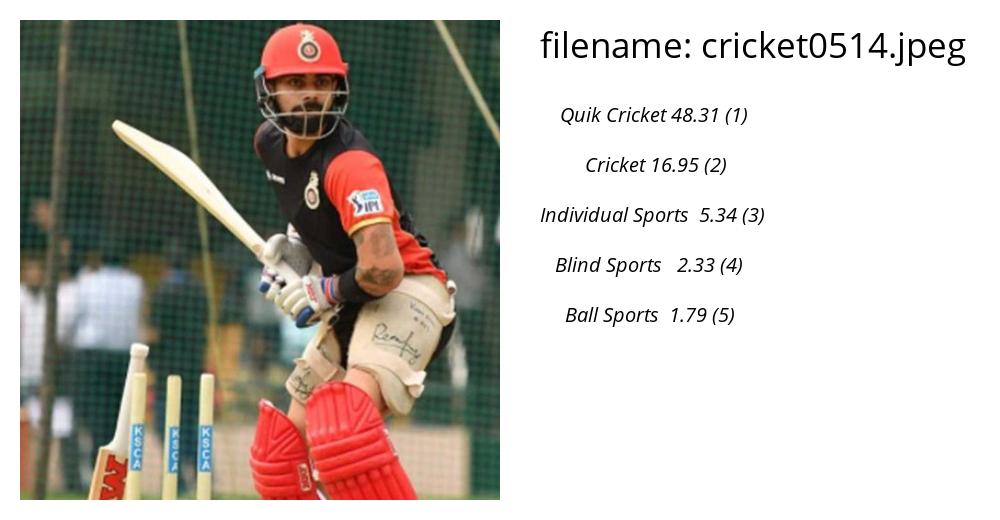 filename: cricket0514.jpeg
Quik Cricket 48.31 (1)
Cricket 16.95 (2)
Individual Sports 5.34 (3)
Blind Sports 2.33 (4)
Ball Sports 1.79 (5)
IPL
KSCA
KSCA
KSCA